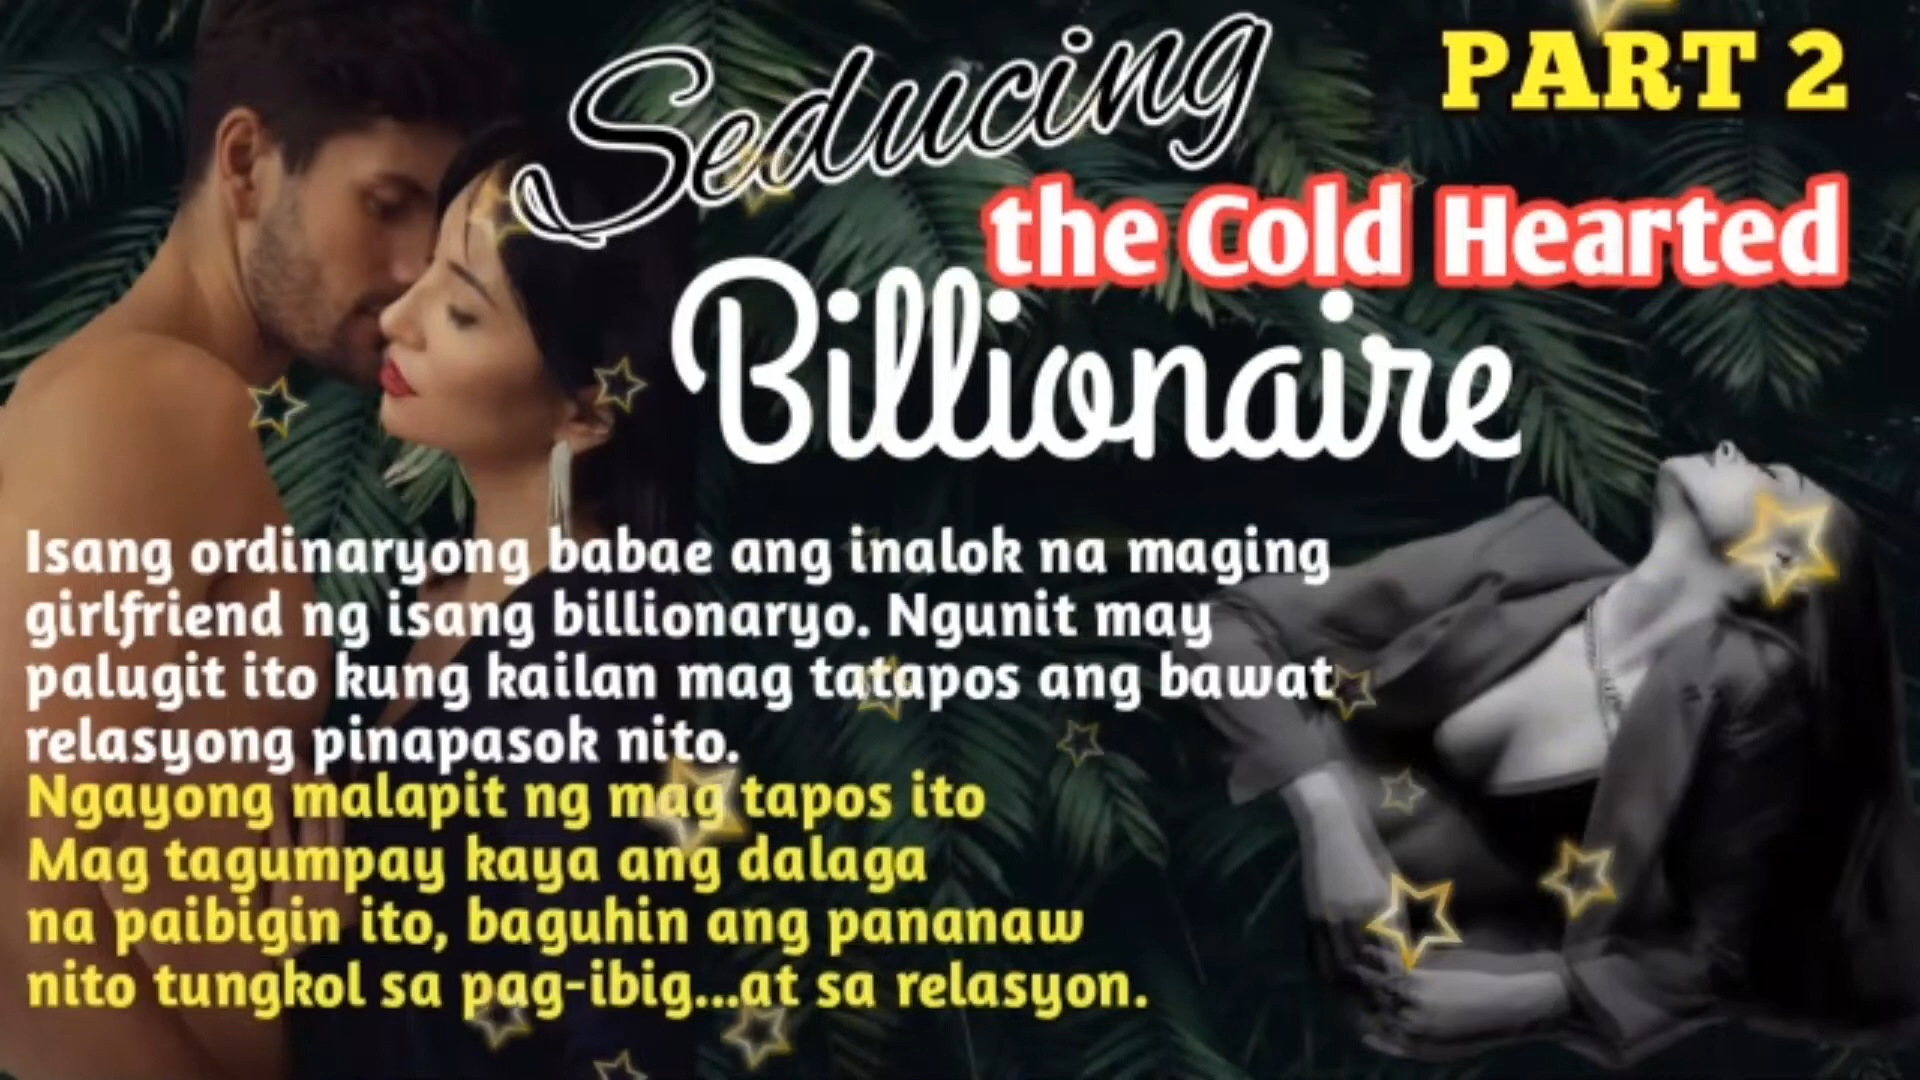 Seducing
PART 2
the Cold Hearted
Billionaire
Isang ordinaryong babae ang inalok na maging
girlfriend ng isang billionaryo. Ngunit may
palugit ito kung kailan mag tatapos ang bawat
relasyong pinapasok nito.
Ngayong malapit ng mag tapos ito
Mag tagumpay kaya ang dalaga
na paibigin ito, baguhin ang pananaw
nito tungkol sa pag-ibig...at sa relasyon.